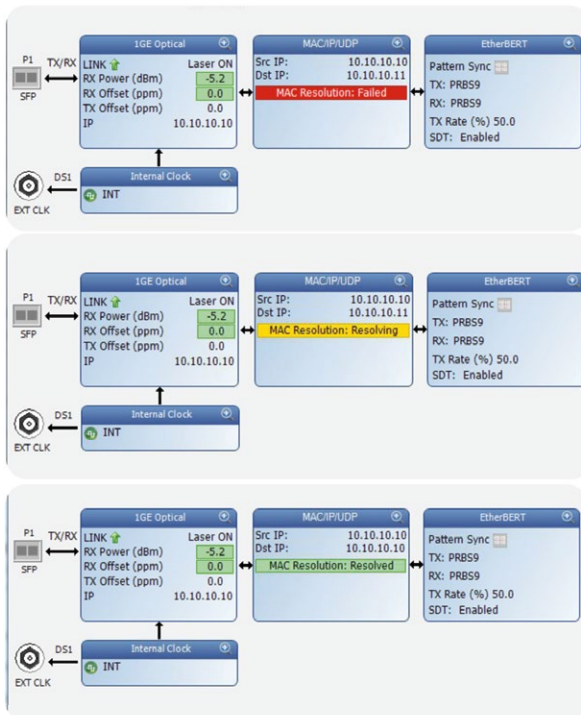 1GE Optical
MAC/IP/UDP
EtherBERT
P1 TX/RX
SFP
LINK Laser ON
RX Power (dBm) -5.2
RX Offset (ppm) 0.0
TX Offset (ppm) 0.0
IP 10.10.10.10
Src IP: 10.10.10.10
Dst IP: 10.10.10.11
MAC Resolution: Failed
Pattern Sync
TX: PRBS9
RX: PRBS9
TX Rate (%) 50.0
SDT: Enabled
DS1
EXT CLK
Internal Clock
INT
1GE Optical
MAC/IP/UDP
EtherBERT
P1 TX/RX
SFP
LINK Laser ON
RX Power (dBm) -5.2
RX Offset (ppm) 0.0
TX Offset (ppm) 0.0
IP 10.10.10.10
Src IP: 10.10.10.10
Dst IP: 10.10.10.11
MAC Resolution: Resolving
Pattern Sync
TX: PRBS9
RX: PRBS9
TX Rate (%) 50.0
SDT: Enabled
DS1
EXT CLK
Internal Clock
INT
1GE Optical
MAC/IP/UDP
EtherBERT
P1 TX/RX
SFP
LINK Laser ON
RX Power (dBm) -5.2
RX Offset (ppm) 0.0
TX Offset (ppm) 0.0
IP 10.10.10.10
Src IP: 10.10.10.10
Dst IP: 10.10.10.10
MAC Resolution: Resolved
Pattern Sync
TX: PRBS9
RX: PRBS9
TX Rate (%) 50.0
SDT: Enabled
DS1
EXT CLK
Internal Clock
INT